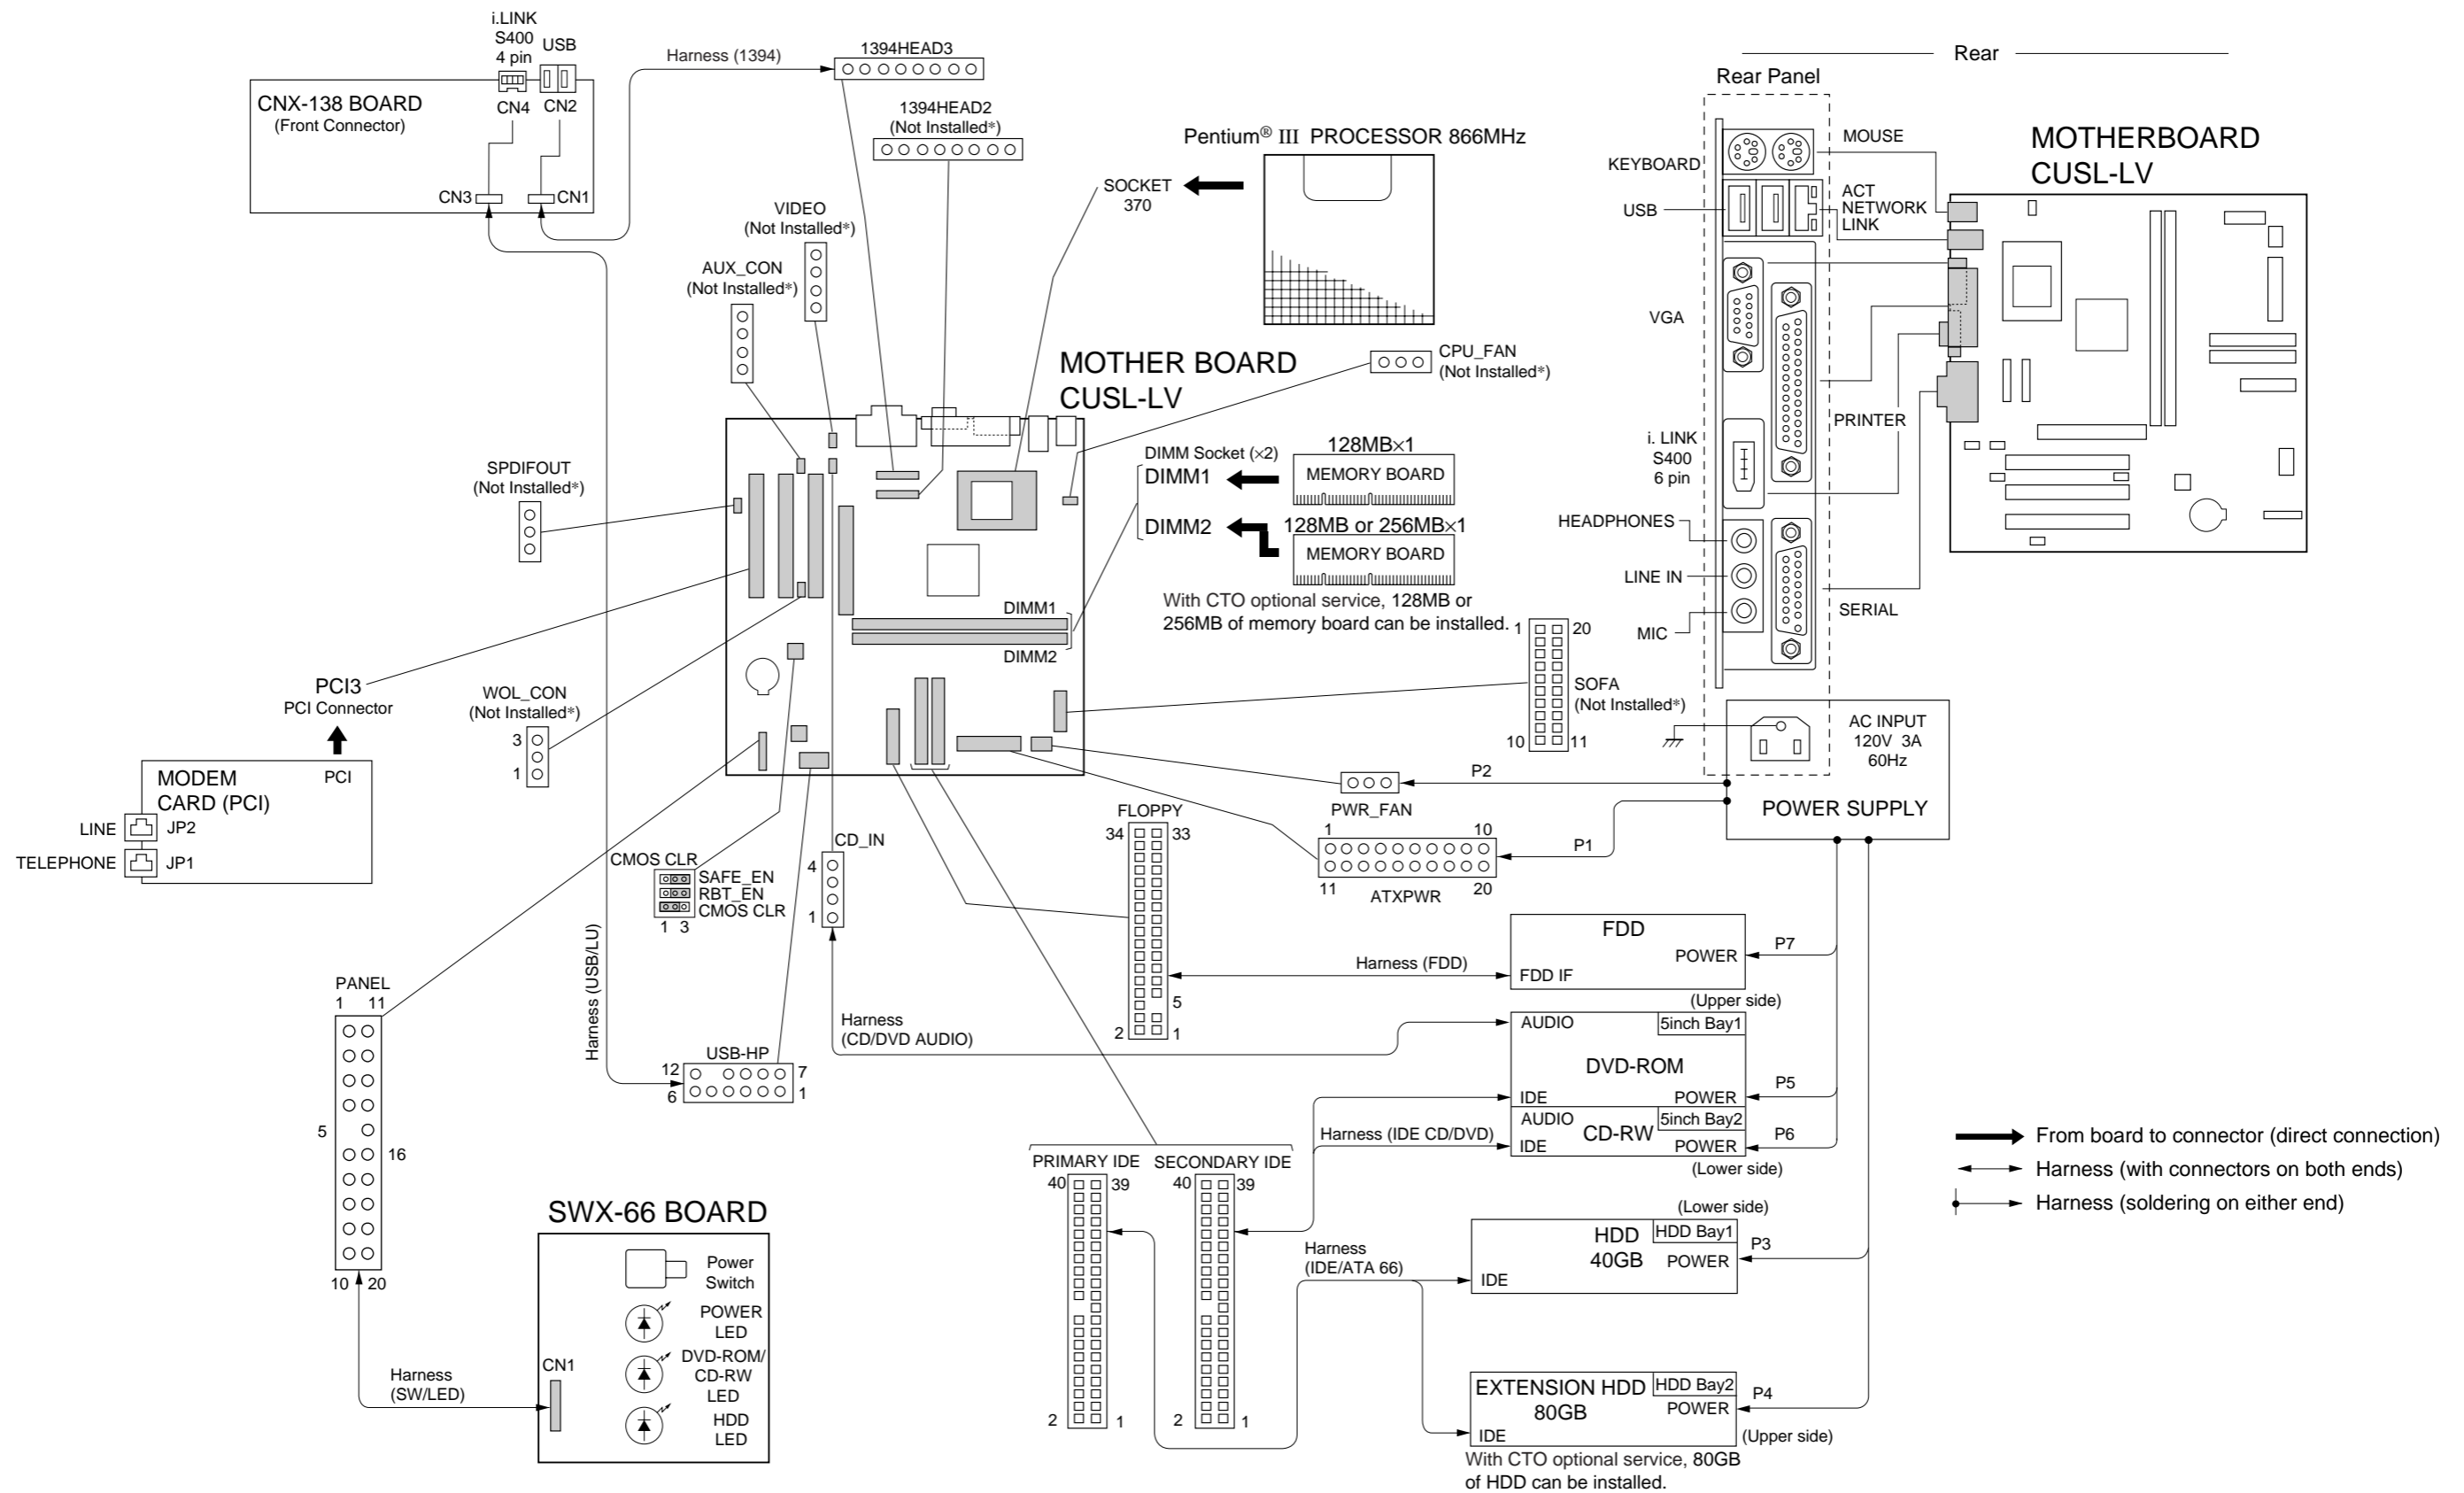 i.LINK
S400
4 pin
USB
CNX-138 BOARD
(Front Connector)
CN4
CN2
CN3
CN1
Harness (1394)
1394HEAD3
1394HEAD2
(Not Installed*)
VIDEO
(Not Installed*)
AUX_CON
(Not Installed*)
Pentium® III PROCESSOR 866MHz
SOCKET
370
CPU_FAN
(Not Installed*)
MOTHER BOARD
CUSL-LV
SPDIFOUT
(Not Installed*)
DIMM Socket (×2)
DIMM1
DIMM2
128MB×1
MEMORY BOARD
128MB or 256MB×1
MEMORY BOARD
With CTO optional service, 128MB or
256MB of memory board can be installed.
DIMM1
DIMM2
PCI3
PCI Connector
WOL_CON
(Not Installed*)
3
1
MODEM
CARD (PCI)
PCI
LINE
JP2
TELEPHONE
JP1
1
20
SOFA
(Not Installed*)
10
11
Rear
Rear Panel
MOTHERBOARD
CUSL-LV
KEYBOARD
MOUSE
USB
ACT
NETWORK
LINK
VGA
PRINTER
i. LINK
S400
6 pin
HEADPHONES
LINE IN
MIC
SERIAL
AC INPUT
120V 3A
60Hz
POWER SUPPLY
P2
PWR_FAN
P1
1
10
11
20
ATXPWR
FLOPPY
34
33
5
2
1
CD_IN
4
1
CMOS CLR
SAFE_EN
RBT_EN
CMOS CLR
1 3
Harness (USB/LU)
PANEL
1 11
5
16
10 20
USB-HP
12
7
6
1
Harness
(CD/DVD AUDIO)
Harness (FDD)
FDD
POWER
FDD IF
P7
(Upper side)
AUDIO
5inch Bay1
DVD-ROM
IDE
POWER
P5
AUDIO
5inch Bay2
CD-RW
IDE
POWER
P6
(Lower side)
Harness (IDE CD/DVD)
PRIMARY IDE
40
39
2
1
SECONDARY IDE
40
39
2
1
Harness
(IDE/ATA 66)
(Lower side)
HDD
40GB
HDD Bay1
POWER
IDE
P3
EXTENSION HDD
80GB
HDD Bay2
POWER
IDE
P4
(Upper side)
With CTO optional service, 80GB
of HDD can be installed.
SWX-66 BOARD
Power
Switch
POWER
LED
DVD-ROM/
CD-RW
LED
HDD
LED
CN1
Harness
(SW/LED)
From board to connector (direct connection)
Harness (with connectors on both ends)
Harness (soldering on either end)